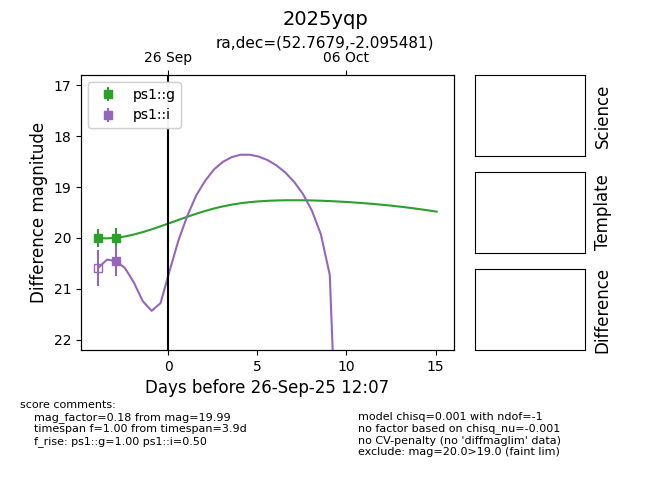 2025yqp
ra,dec=(52.7679,-2.095481)
26 Sep
06 Oct
ps1::g
ps1::i
17
18
19
20
21
22
Difference magnitude
0
5
10
15
Days before 26-Sep-25 12:07
Science
Template
Difference
score comments:
mag_factor=0.18 from mag=19.99
timespan f=1.00 from timespan=3.9d
f_rise: ps1::g=1.00 ps1::i=0.50
model chisq=0.001 with ndof=-1
no factor based on chisq_nu=-0.001
no CV-penalty (no 'diffmaglim' data)
exclude: mag=20.0>19.0 (faint lim)